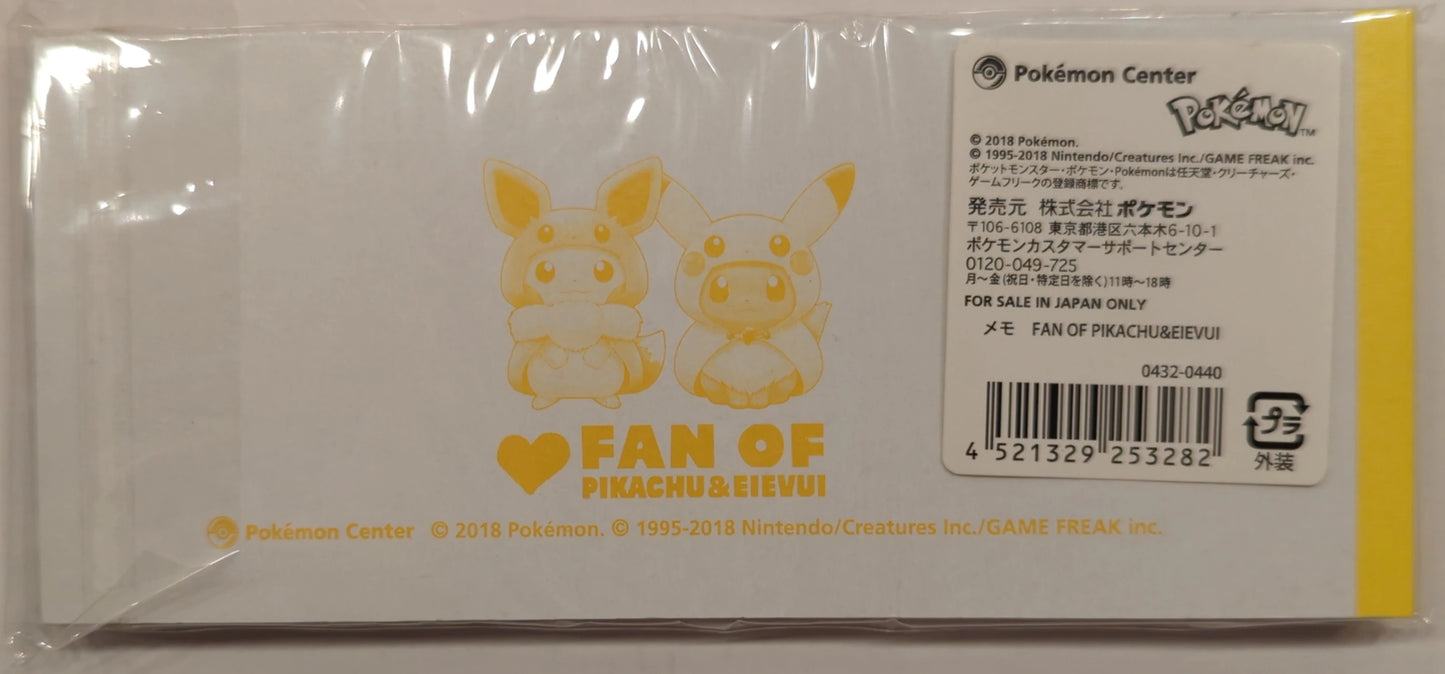 Pokémon Center
POKéMON™
© 2018 Pokémon.
© 1995-2018 Nintendo/Creatures Inc./GAME FREAK inc.
ポケットモンスター・ポケモン・Pokémonは任天堂・クリーチャーズ・
ゲームフリークの登録商標です。
発売元 株式会社ポケモン
〒106-6108 東京都港区六本木6-10-1
ポケモンカスタマーサポートセンター
0120-049-725
月~金(祝日・特定日を除く)11時~18時
FOR SALE IN JAPAN ONLY
メモ FAN OF PIKACHU&EIEVUI
0432-0440
4 521329 253282
プラ
外装
FAN OF
PIKACHU&EIEVUI
Pokémon Center © 2018 Pokémon. © 1995-2018 Nintendo/Creatures Inc./GAME FREAK inc.